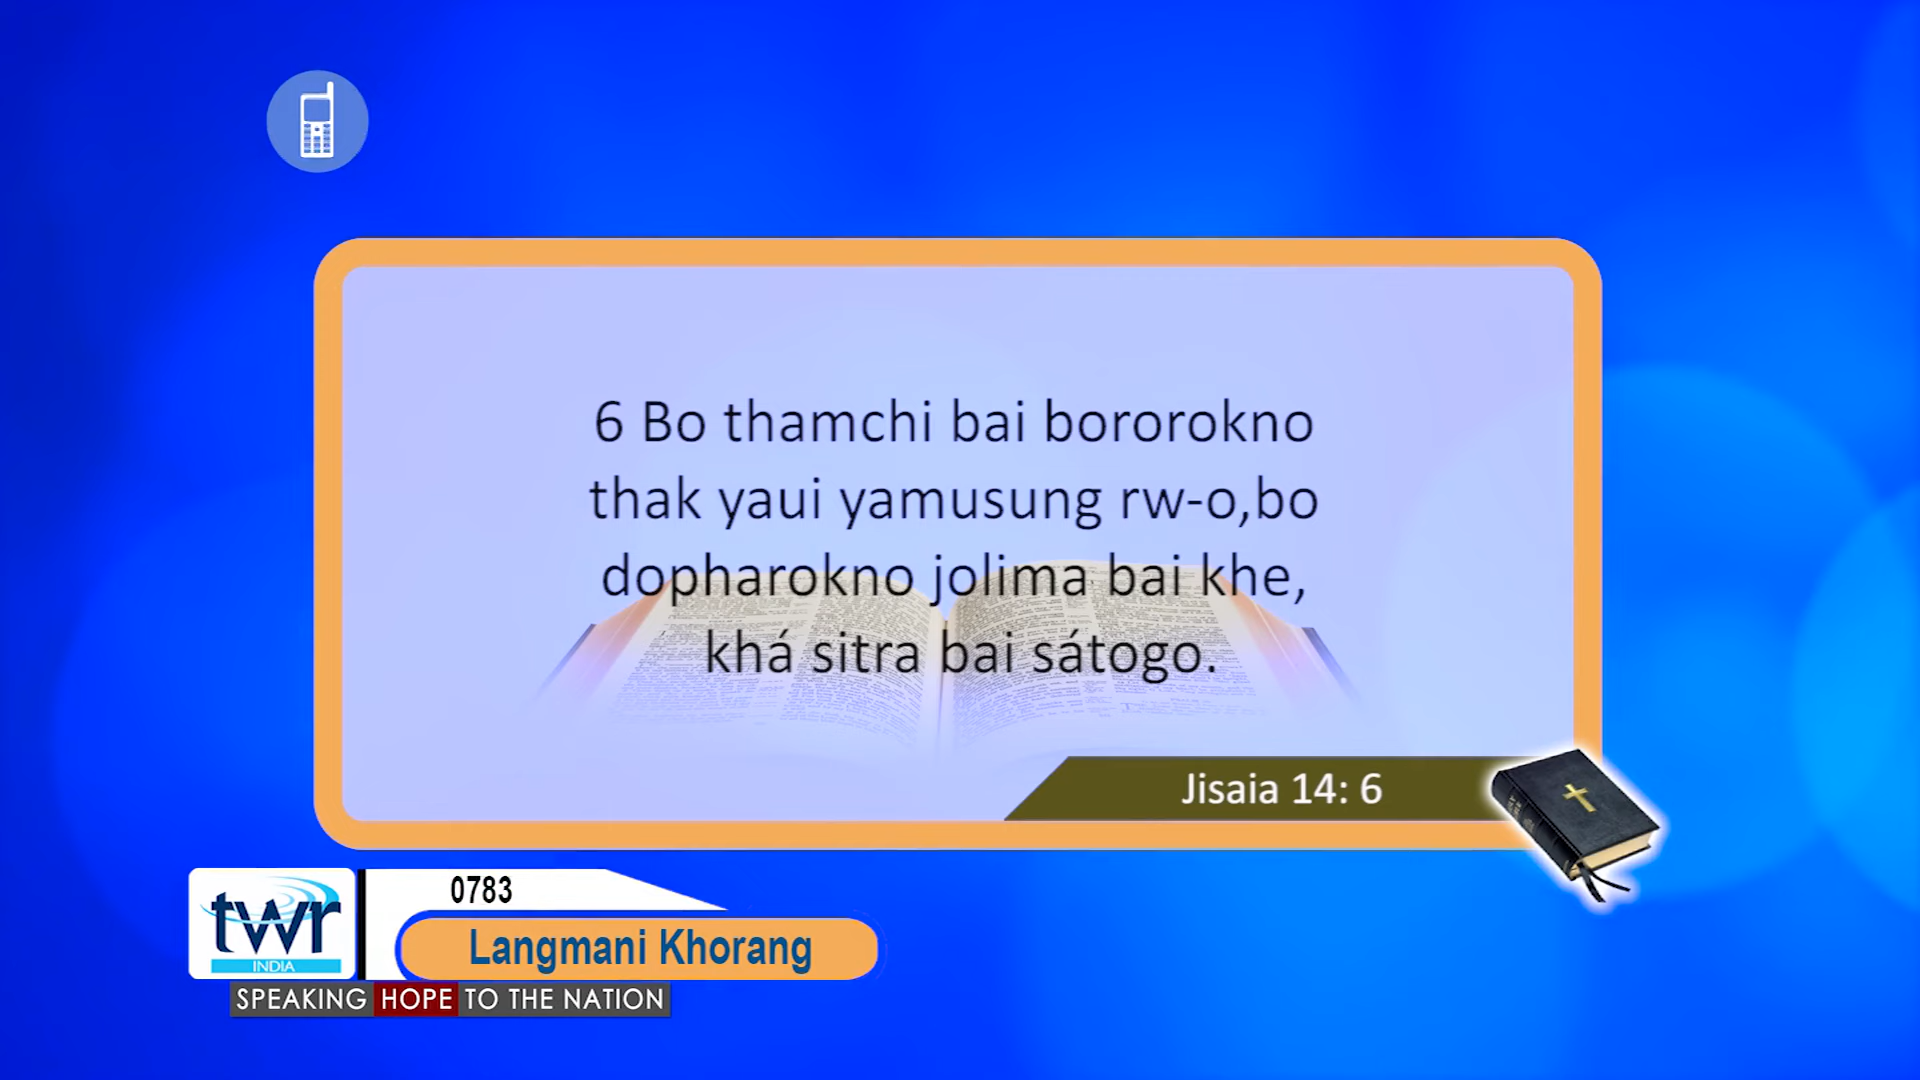 6 Bo thamchi bai bororokno
thak yaui yamusung rw-o,bo
dopharokno jolima bai khe,
khá sitra bai sátogo.
Jisaia 14: 6
twr
INDIA
0783
Langmani Khorang
SPEAKING HOPE TO THE NATION